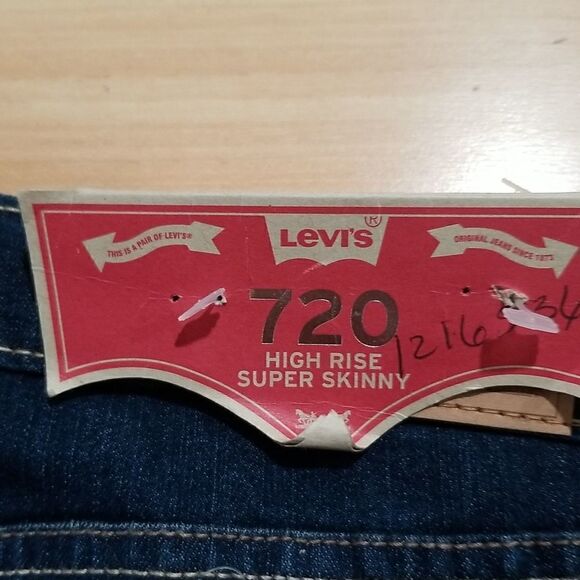 THIS IS A PAIR OF LEVI'S®
LEVI'S®
ORIGINAL JEANS SINCE 1873
720
HIGH RISE
SUPER SKINNY